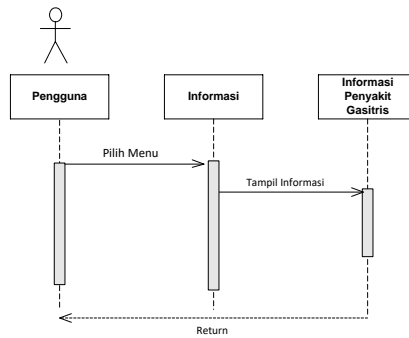 Pengguna
Informasi
Informasi
Penyakit
Gasitris
Pilih Menu
Tampil Informasi
Return